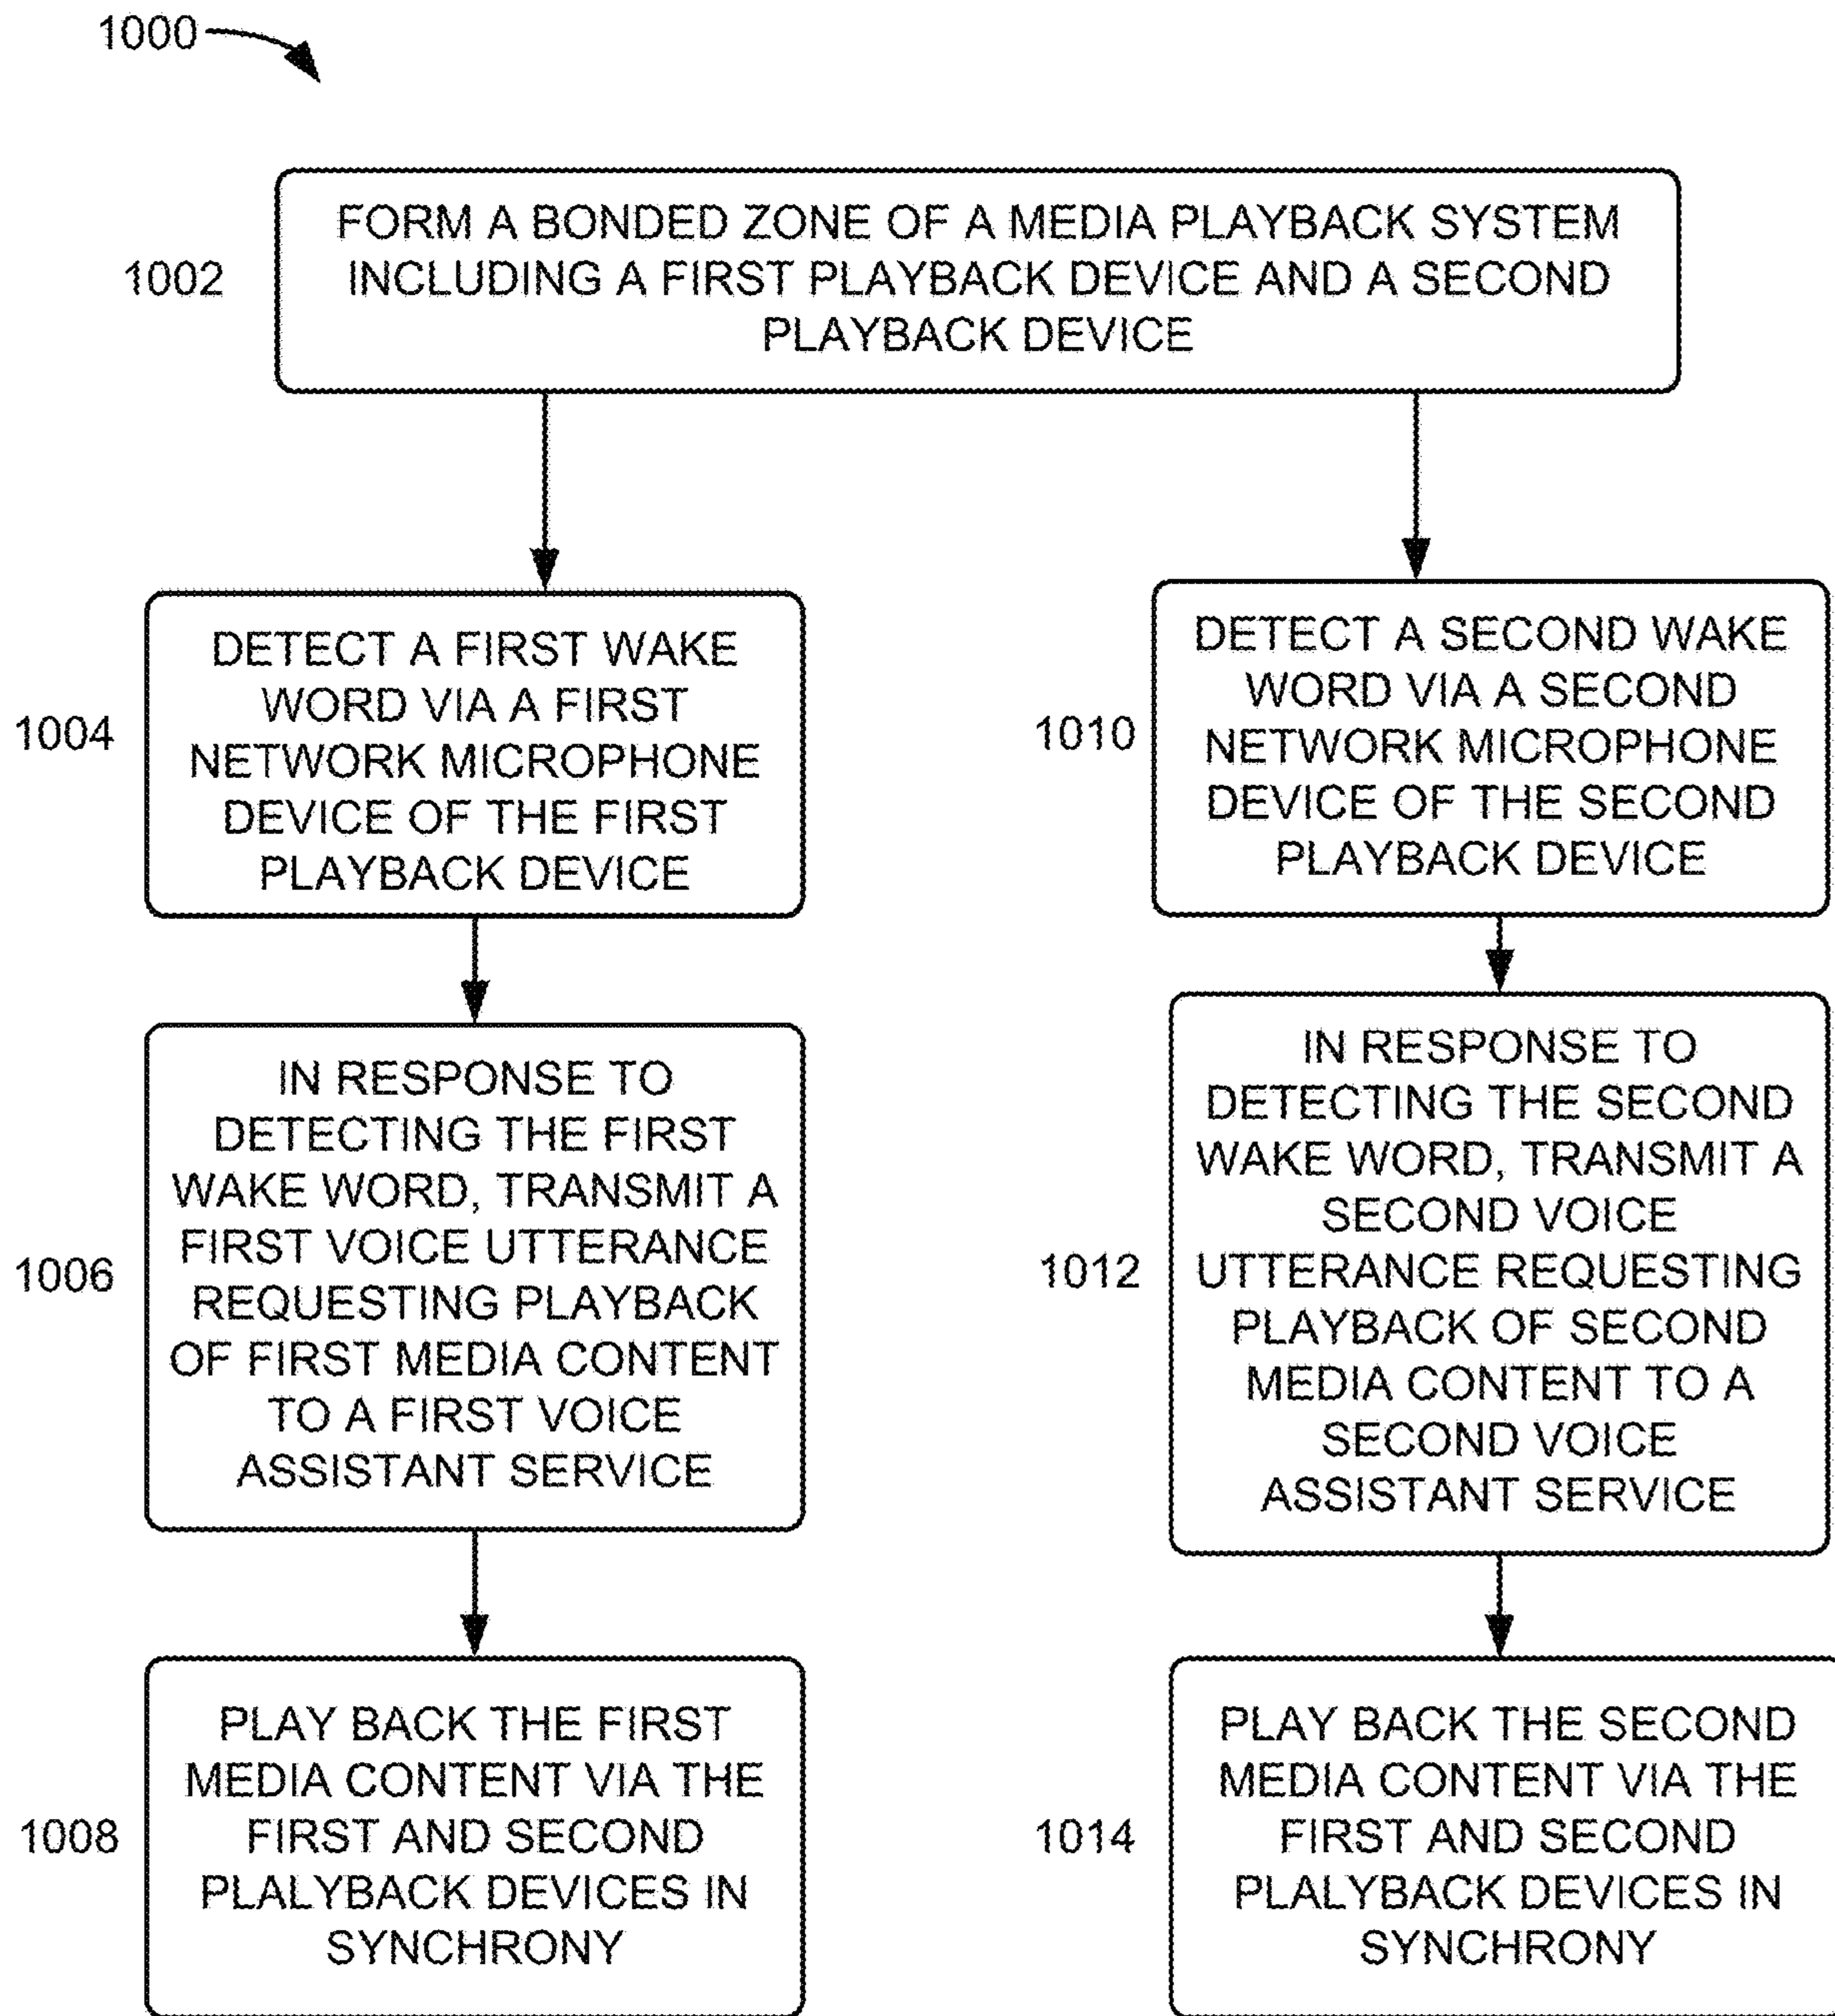 1000
1002
FORM A BONDED ZONE OF A MEDIA PLAYBACK SYSTEM
INCLUDING A FIRST PLAYBACK DEVICE AND A SECOND
PLAYBACK DEVICE
1004
DETECT A FIRST WAKE
WORD VIA A FIRST
NETWORK MICROPHONE
DEVICE OF THE FIRST
PLAYBACK DEVICE
1006
IN RESPONSE TO
DETECTING THE FIRST
WAKE WORD, TRANSMIT A
FIRST VOICE UTTERANCE
REQUESTING PLAYBACK
OF FIRST MEDIA CONTENT
TO A FIRST VOICE
ASSISTANT SERVICE
1008
PLAY BACK THE FIRST
MEDIA CONTENT VIA THE
FIRST AND SECOND
PLALYBACK DEVICES IN
SYNCHRONY
1010
DETECT A SECOND WAKE
WORD VIA A SECOND
NETWORK MICROPHONE
DEVICE OF THE SECOND
PLAYBACK DEVICE
1012
IN RESPONSE TO
DETECTING THE SECOND
WAKE WORD, TRANSMIT A
SECOND VOICE
UTTERANCE REQUESTING
PLAYBACK OF SECOND
MEDIA CONTENT TO A
SECOND VOICE
ASSISTANT SERVICE
1014
PLAY BACK THE SECOND
MEDIA CONTENT VIA THE
FIRST AND SECOND
PLALYBACK DEVICES IN
SYNCHRONY